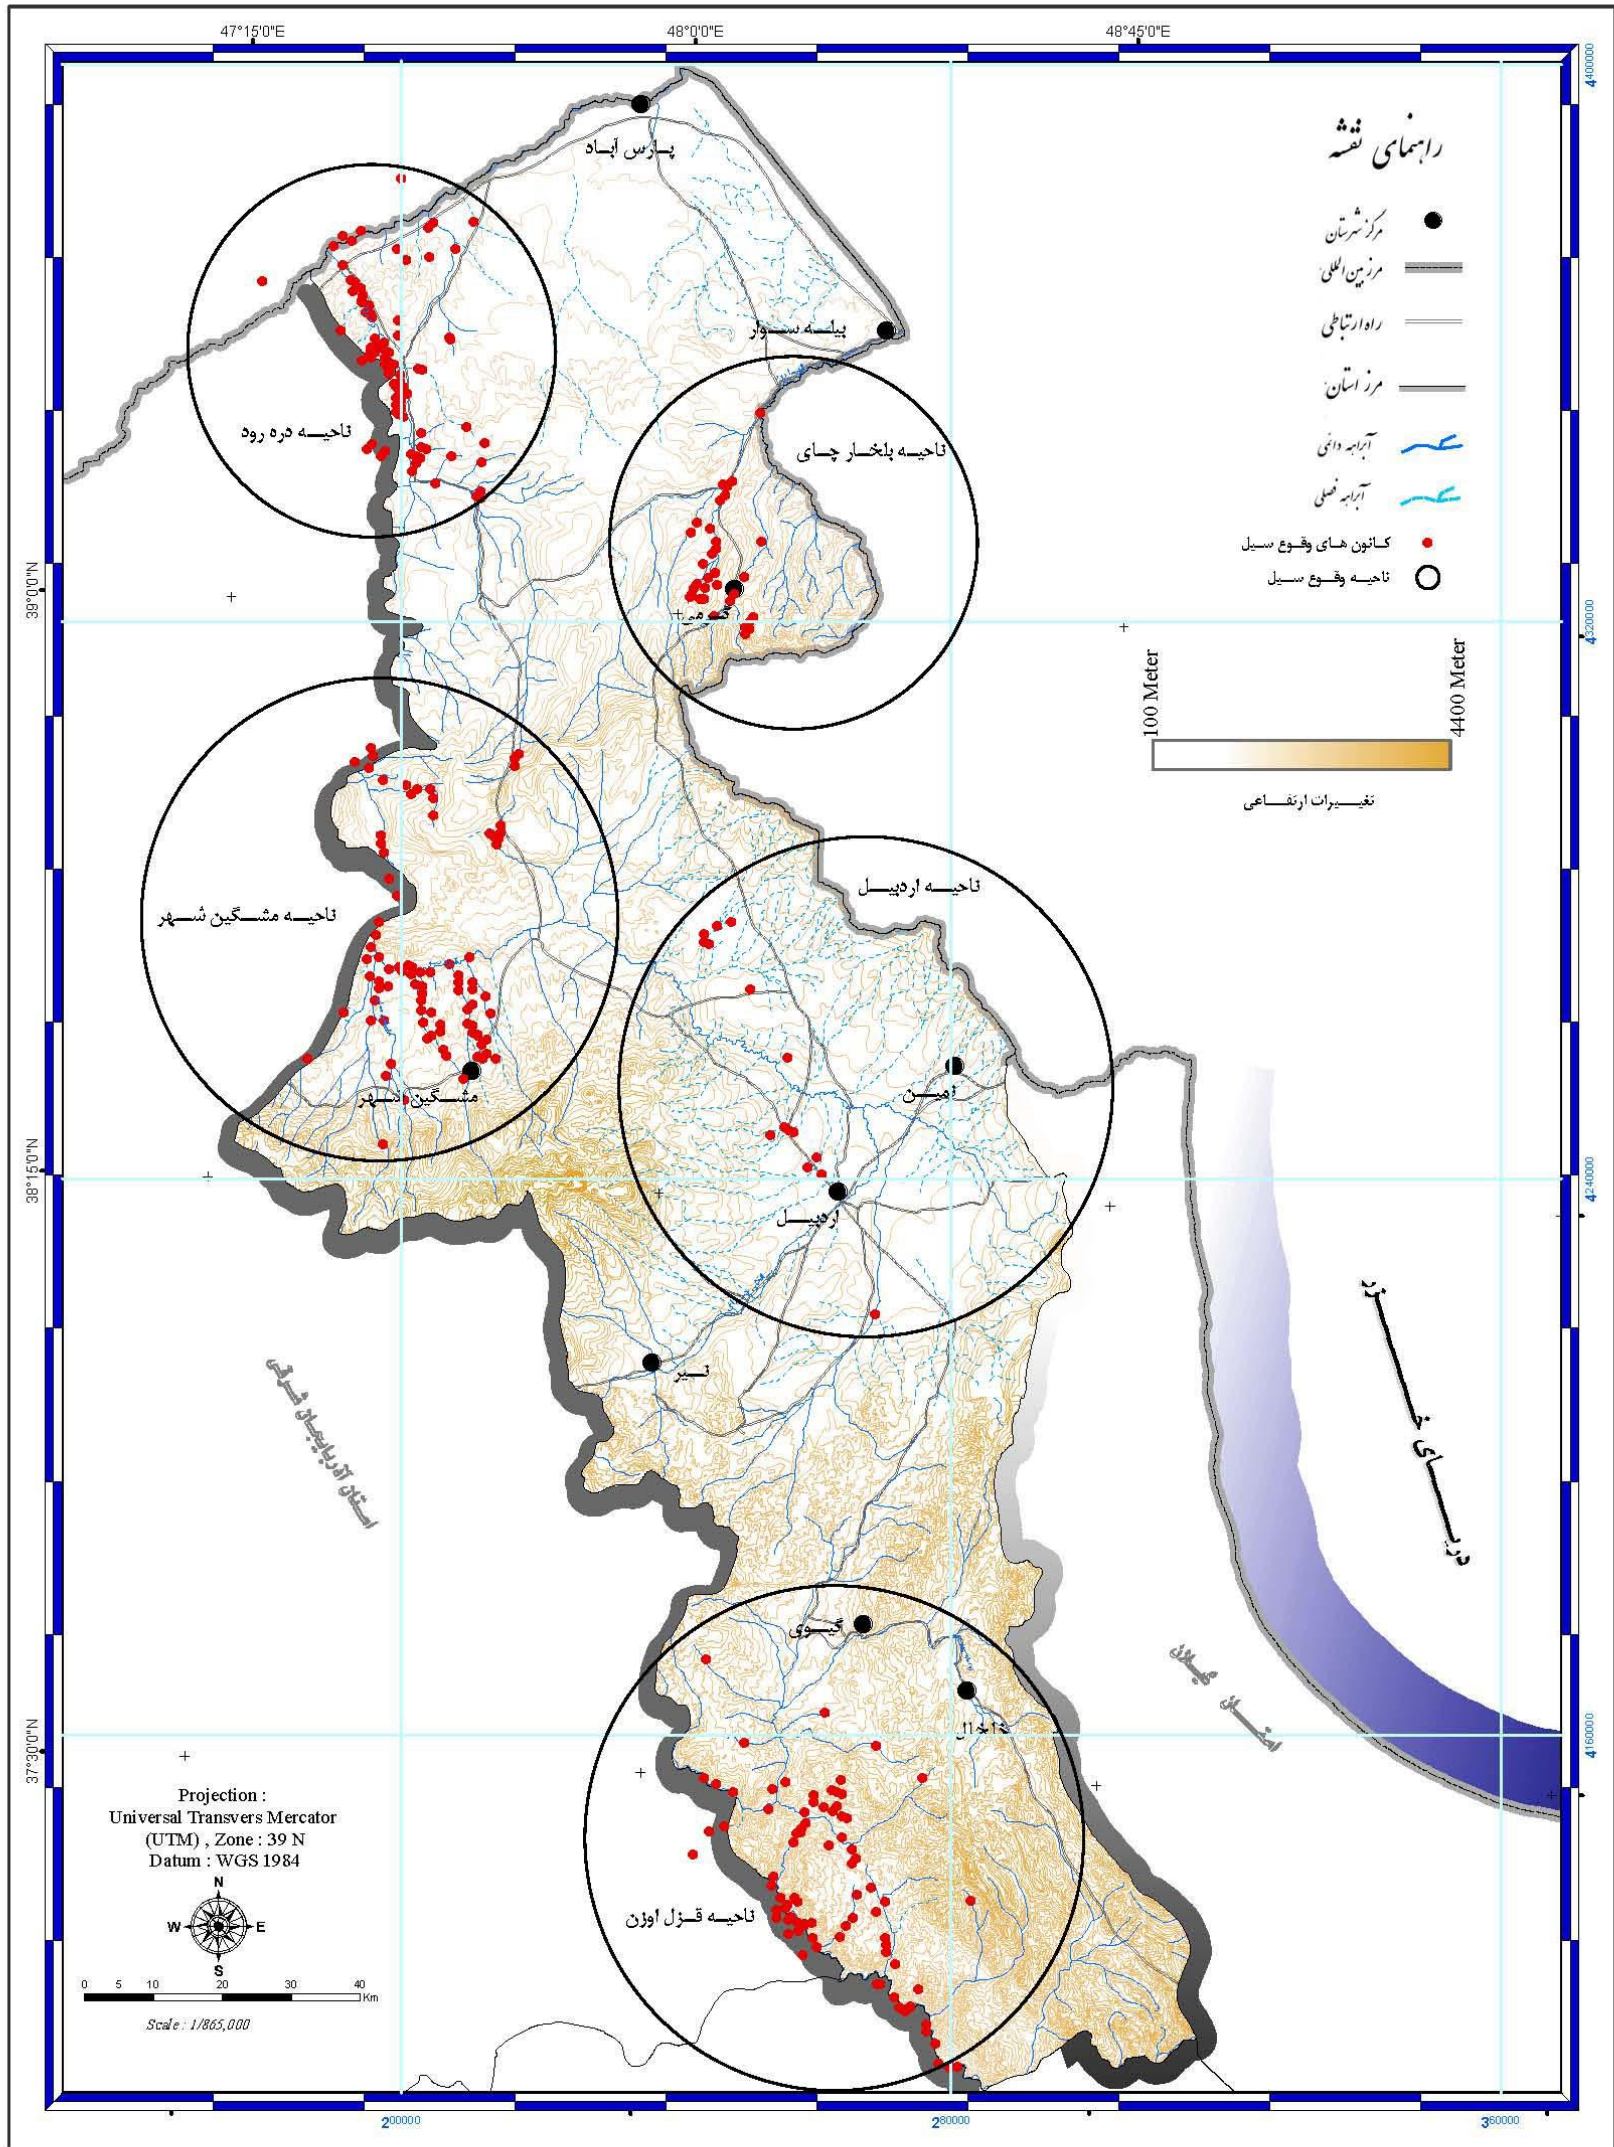 47°15'0"E
48°0'0"E
48°45'0"E
4400000
راهنمای نقشه
مرکز شهرستان
مرز بین المللی
راه ارتباطی
مرز استان
آبراهه دائمی
آبراهه فصلی
کانون های وقوع سیل
ناحیه وقوع سیل
پارس آباد
بیله سوار
ناحیه دره رود
ناحیه بلخار چای
39°0'0"N
گرمی
4320000
100 Meter
4400 Meter
تغییرات ارتفاعی
ناحیه اردبیل
ناحیه مشگین شهر
نمین
مشگین شهر
38°15'0"N
4240000
اردبیل
دریای خزر
نیر
استان آذربایجان شرقی
گیوی
استان گیلان
خلخال
37°30'0"N
4160000
Projection :
Universal Transvers Mercator
(UTM) , Zone : 39 N
Datum : WGS 1984
N
W
E
S
ناحیه قزل اوزن
0 5 10 20 30 40
Km
Scale : 1/865,000
200000
280000
360000